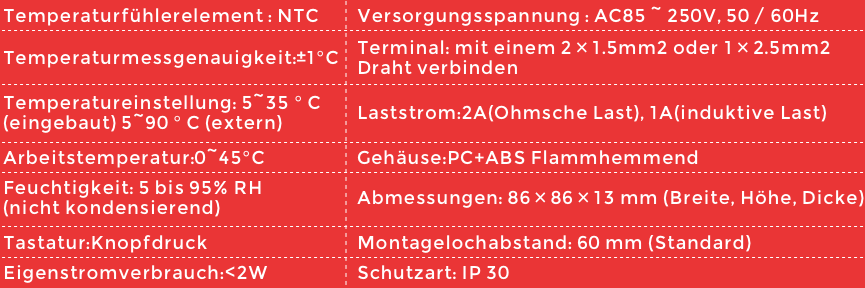 Temperaturfühlerelement : NTC
Versorgungsspannung : AC85 ~ 250V, 50 / 60Hz
Temperaturmessgenauigkeit:±1°C
Terminal: mit einem 2×1.5mm2 oder 1×2.5mm2
Draht verbinden
Temperatureinstellung: 5~35 ° C
(eingebaut) 5~90 ° C (extern)
Laststrom:2A(Ohmsche Last), 1A(induktive Last)
Arbeitstemperatur:0~45°C
Gehäuse:PC+ABS Flammhemmend
Feuchtigkeit: 5 bis 95% RH
(nicht kondensierend)
Abmessungen: 86×86×13 mm (Breite, Höhe, Dicke)
Tastatur:Knopfdruck
Montagelochabstand: 60 mm (Standard)
Eigenstromverbrauch:<2W
Schutzart: IP 30